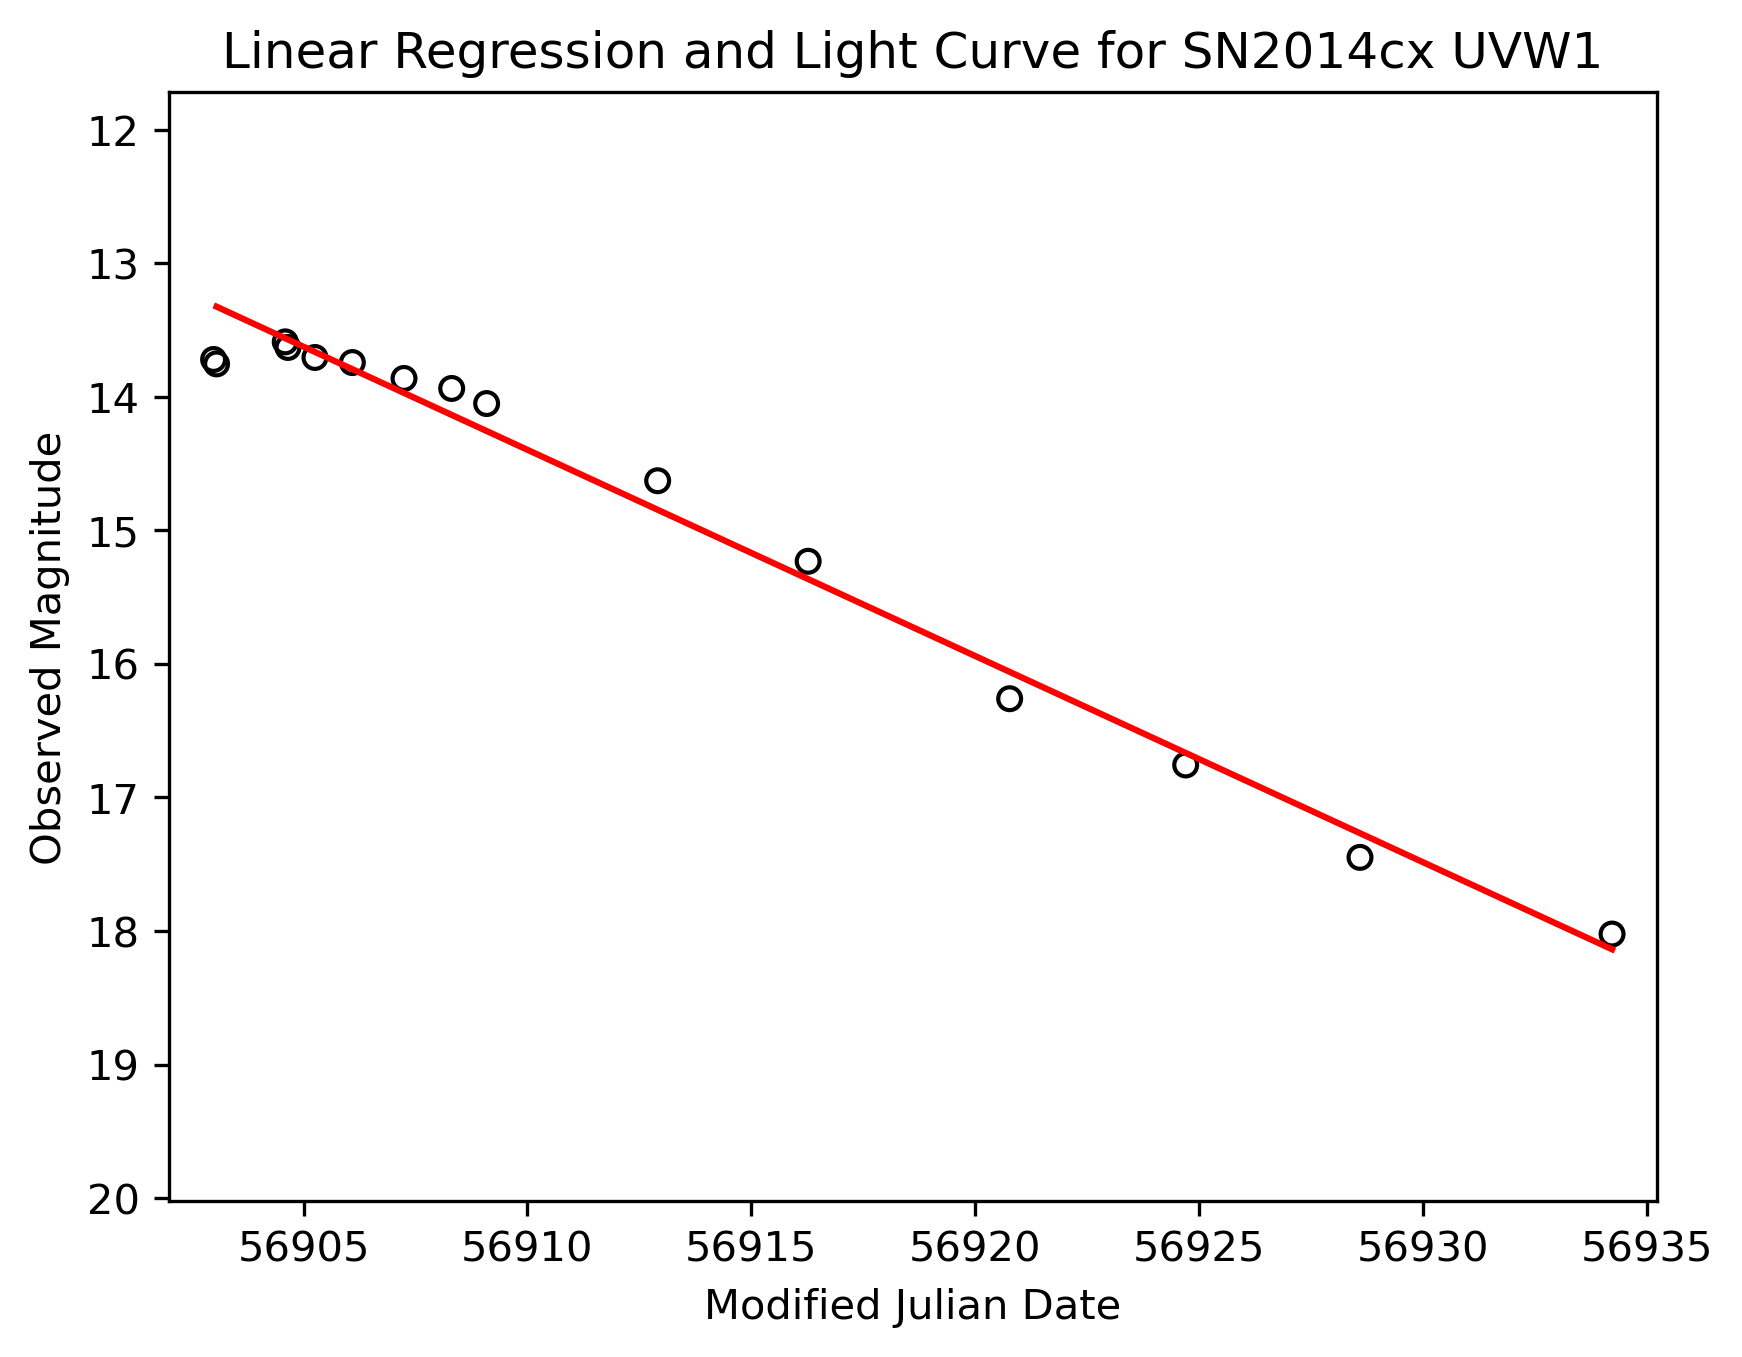 Linear Regression and Light Curve for SN2014cx UVW1
12
13
14
15
16
17
18
19
20
Observed Magnitude
56905 56910 56915 56920 56925 56930 56935
Modified Julian Date